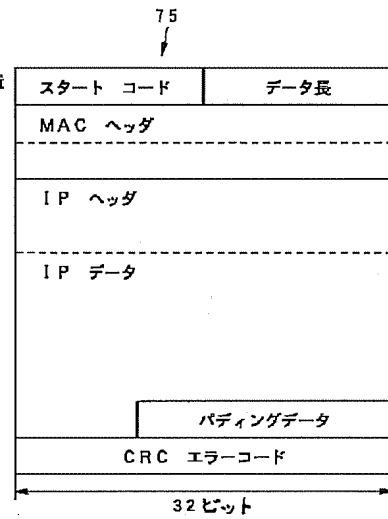 75
スタート コード データ長
MAC ヘッダ
IP ヘッダ
IP データ
パディングデータ
CRC エラーコード
32ビット